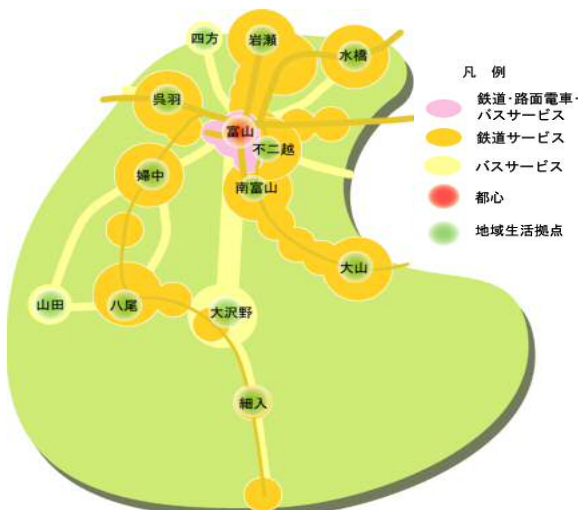 四方
岩瀬
水橋
呉羽
富山
不二越
婦中
南富山
大山
山田
八尾
大沢野
細入
凡 例
鉄道・路面電車・
バスサービス
鉄道サービス
バスサービス
都心
地域生活拠点